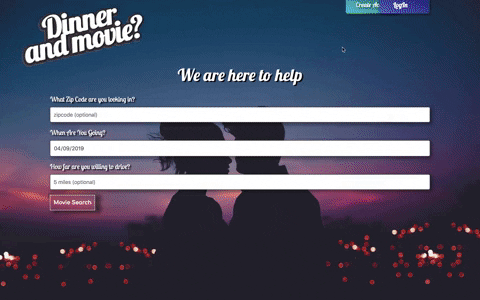 Dinner
and movie?
Create Ac
LogIn
We are here to help
What Zip Code are you looking in?
zipcode (optional)
When Are You Going?
04/09/2019
How far are you willing to drive?
5 miles (optional)
Movie Search